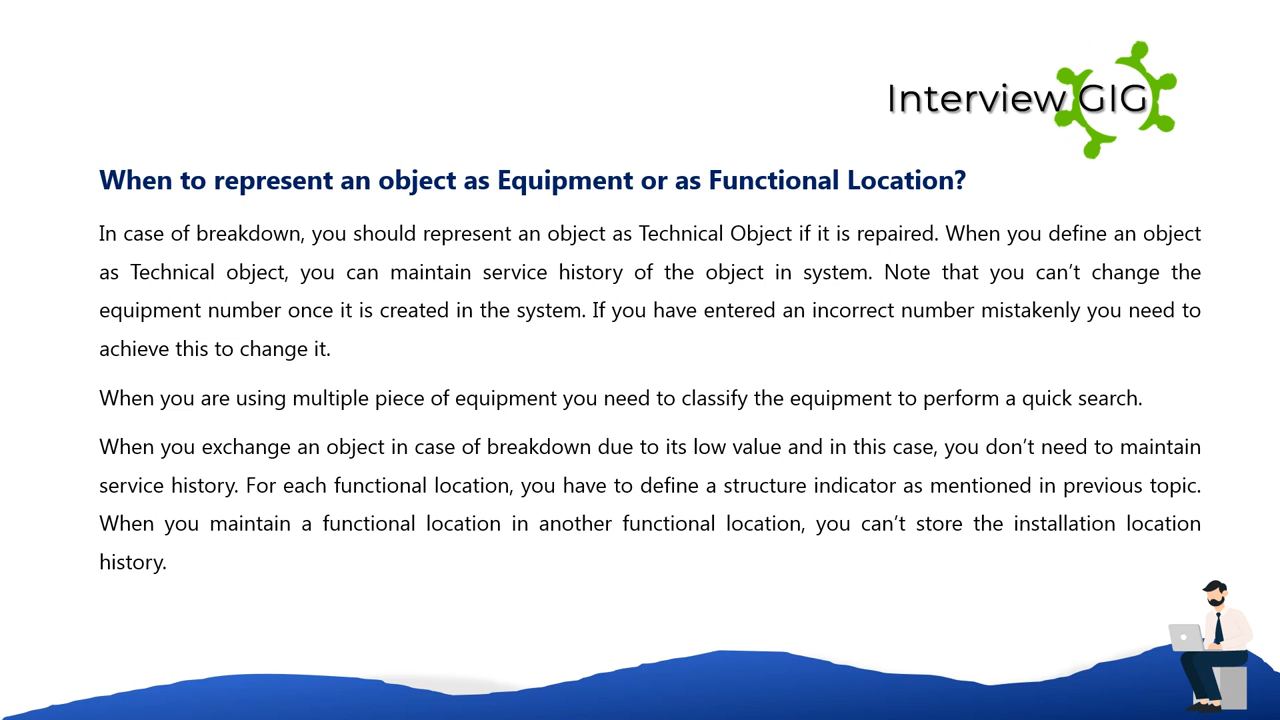 Interview GIG
When to represent an object as Equipment or as Functional Location?
In case of breakdown, you should represent an object as Technical Object if it is repaired. When you define an object
as Technical object, you can maintain service history of the object in system. Note that you can’t change the
equipment number once it is created in the system. If you have entered an incorrect number mistakenly you need to
achieve this to change it.
When you are using multiple piece of equipment you need to classify the equipment to perform a quick search.
When you exchange an object in case of breakdown due to its low value and in this case, you don’t need to maintain
service history. For each functional location, you have to define a structure indicator as mentioned in previous topic.
When you maintain a functional location in another functional location, you can’t store the installation location
history.